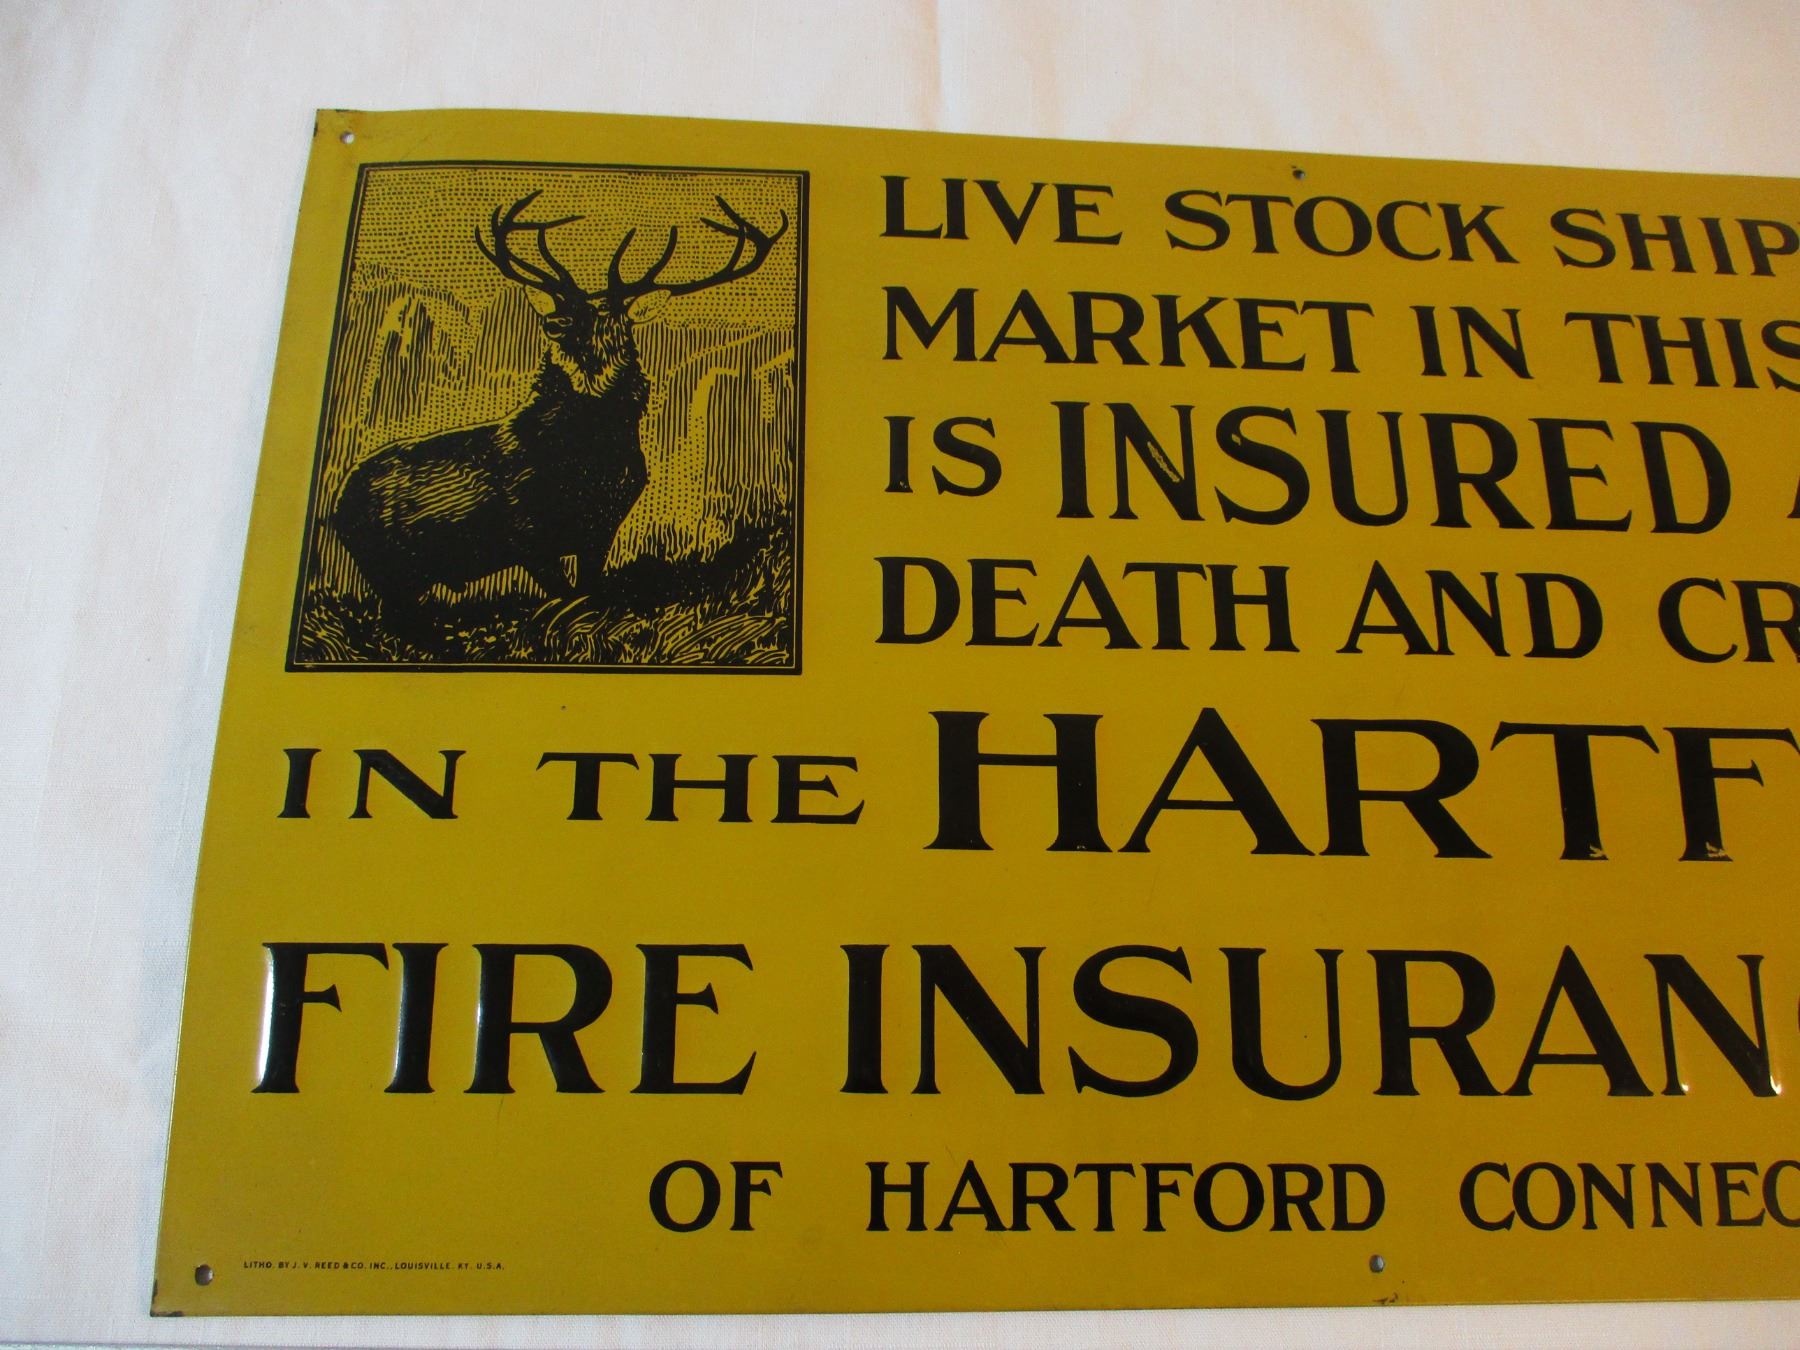 LIVE STOCK SHIP
MARKET IN THIS
IS INSURED
DEATH AND CR
IN THE HARTF
FIRE INSURAN
OF HARTFORD CONNEC
LITHO. BY J. V. REED & CO. INC., LOUISVILLE. KY. U.S.A.